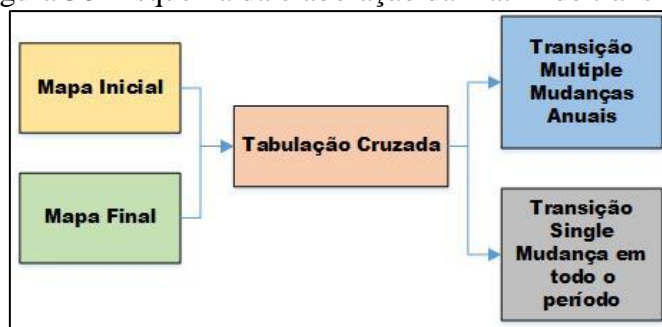 Mapa Inicial
Mapa Final
Tabulação Cruzada
Transição
Multiple
Mudanças
Anuais
Transição
Single
Mudança em
todo o
período